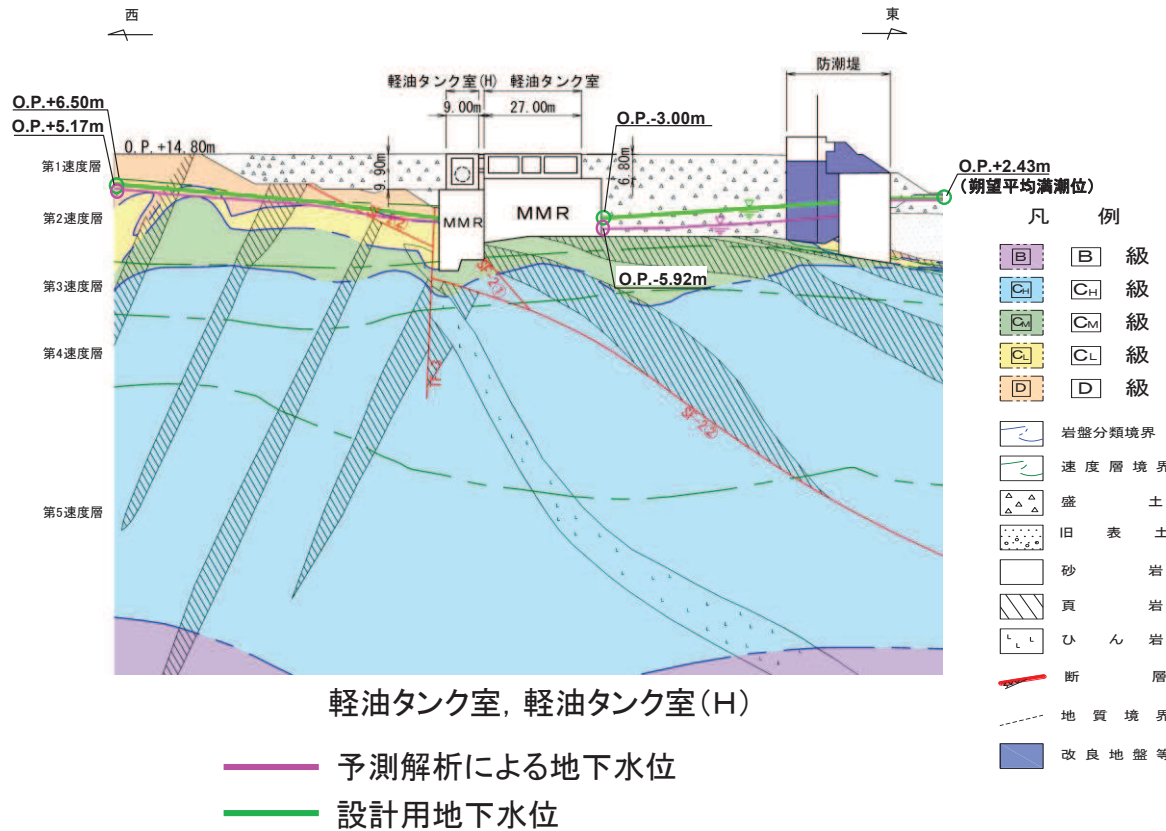 西
東
軽油タンク室(H) 軽油タンク室
防潮堤
9.00m 27.00m
O.P.+6.50m
O.P.+5.17m
O.P.-3.00m
O.P.+14.80m
第1速度層
9.90m
6.80m
O.P.+2.43m
(朔望平均満潮位)
第2速度層
MMR
MMR
凡 例
B B 級
O.P.-5.92m
第3速度層
CH CH 級
CM CM 級
第4速度層
CL CL 級
TF-3
D D 級
SF-2②
岩盤分類境界
速度層境界
盛 土
第5速度層
旧 表 土
砂 岩
頁 岩
ひ ん 岩
断 層
地 質 境 界
改 良 地 盤 等
軽油タンク室, 軽油タンク室(H)
予測解析による地下水位
設計用地下水位